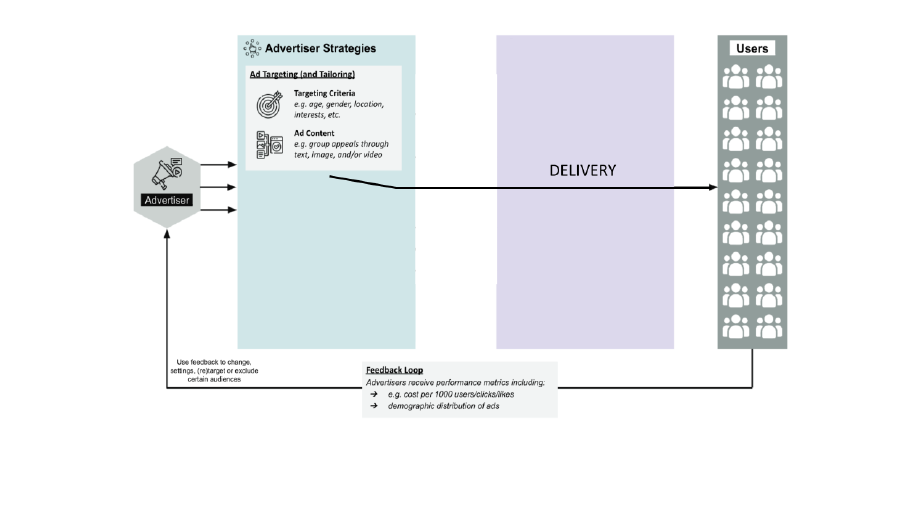 Advertiser Strategies
Ad Targeting (and Tailoring)
Targeting Criteria
e.g. age, gender, location,
interests, etc.
Ad Content
e.g. group appeals through
text, image, and/or video
Advertiser
DELIVERY
Users
Use feedback to change,
settings, (re)target or exclude
certain audiences
Feedback Loop
Advertisers receive performance metrics including:
→ e.g. cost per 1000 users/clicks/likes
→ demographic distribution of ads